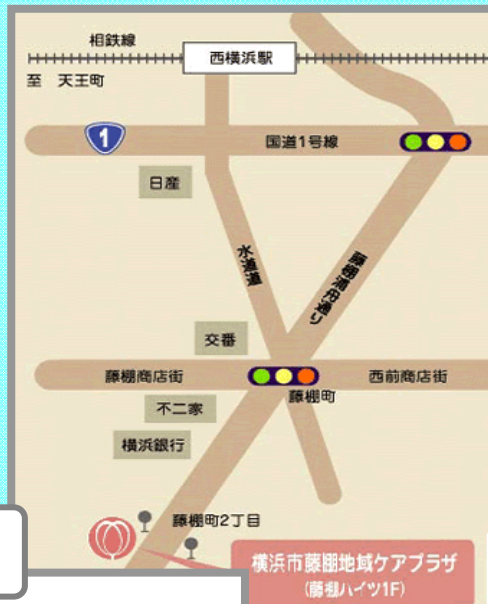 相鉄線
西横浜駅
至 天王町
1
国道1号線
日産
水道道
藤棚浦舟通り
交番
藤棚商店街
西前商店街
藤棚町
不二家
横浜銀行
藤棚町2丁目
横浜市藤棚地域ケアプラザ
(藤棚ハイツ1F)